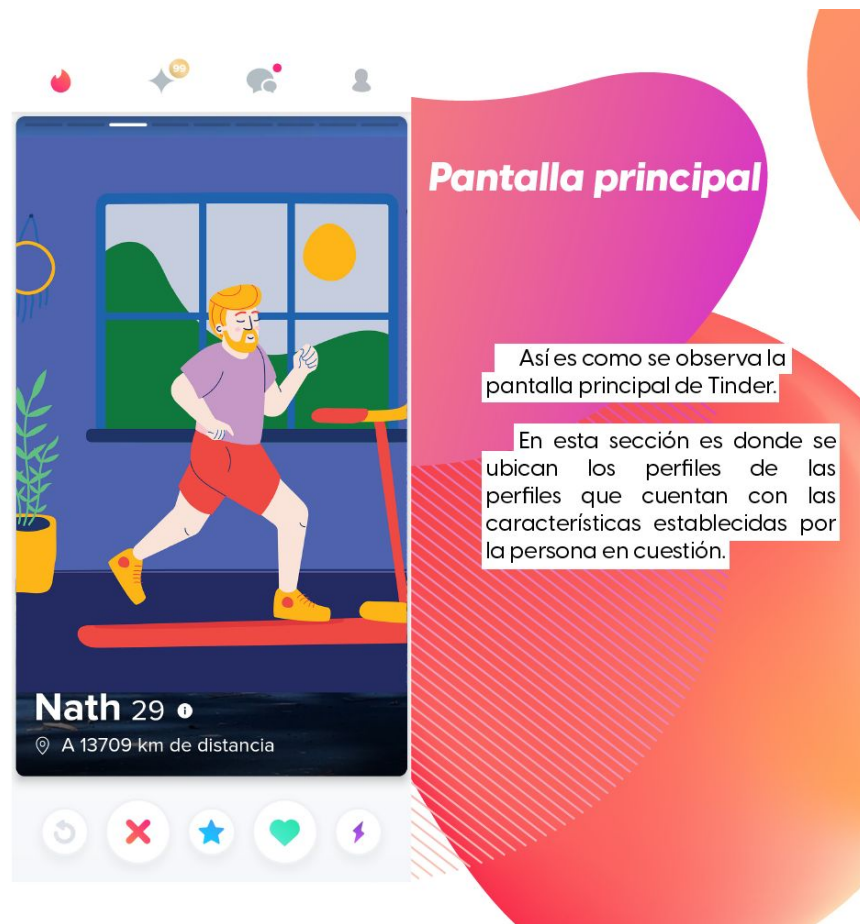 99
Pantalla principal
Así es como se observa la
pantalla principal de Tinder.
En esta sección es donde se
ubican los perfiles de las
perfiles que cuentan con las
características establecidas por
la persona en cuestión.
Nath 29
A 13709 km de distancia